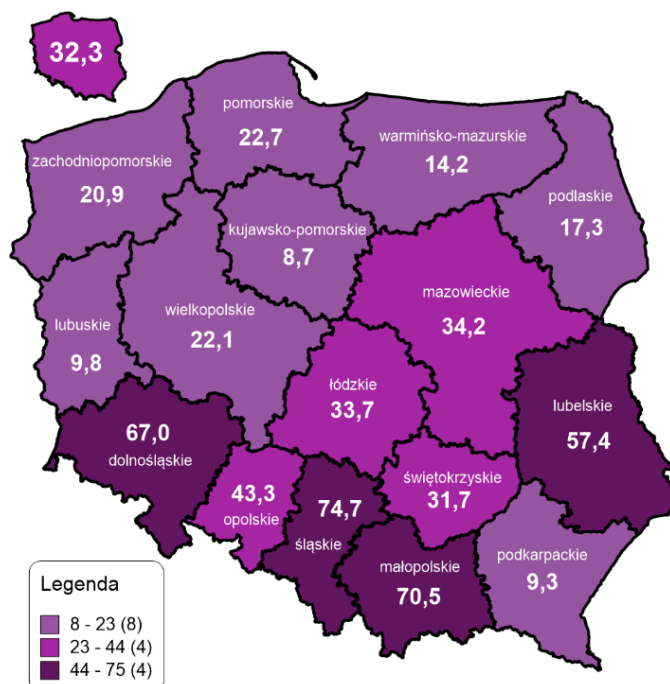 32,3
pomorskie
22,7
warmińsko-mazurskie
14,2
zachodniopomorskie
20,9
podlaskie
17,3
kujawsko-pomorskie
8,7
mazowieckie
34,2
wielkopolskie
22,1
lubuskie
9,8
łódzkie
33,7
lubelskie
57,4
67,0
dolnośląskie
świętokrzyskie
31,7
43,3
opolskie
74,7
śląskie
małopolskie
70,5
podkarpackie
9,3
Legenda
8 - 23 (8)
23 - 44 (4)
44 - 75 (4)